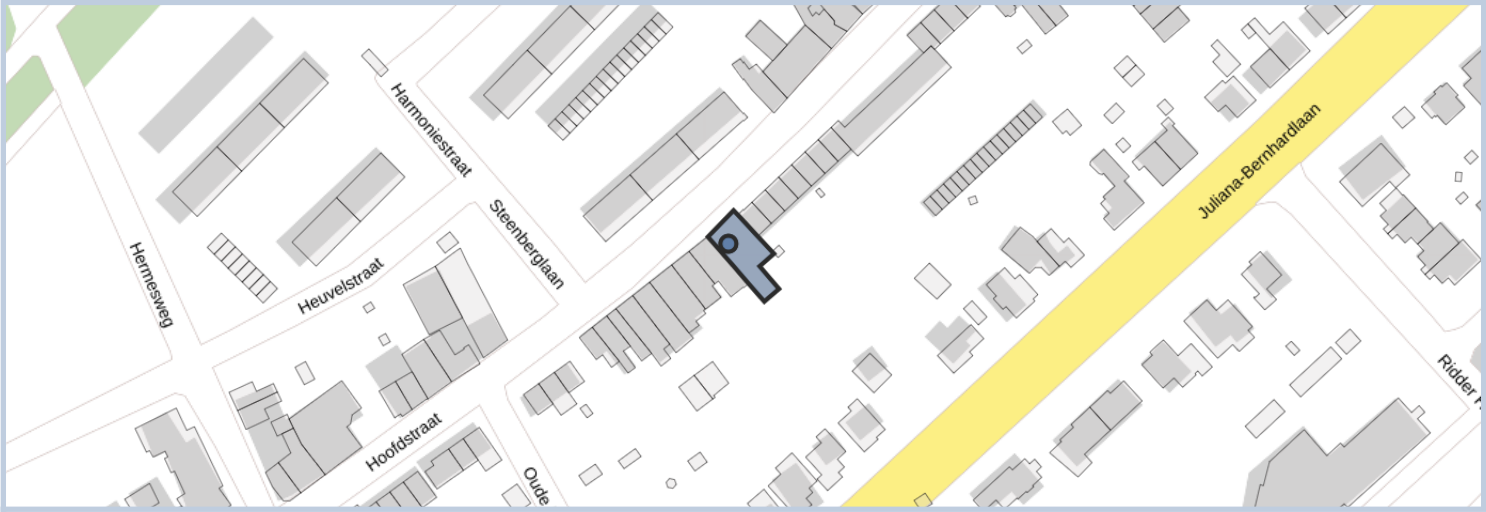 Harmoniestraat
Juliana-Bernhardlaan
Steenberglaan
Hermesweg
Heuvelstraat
Ridder H
Hoofdstraat
Oude